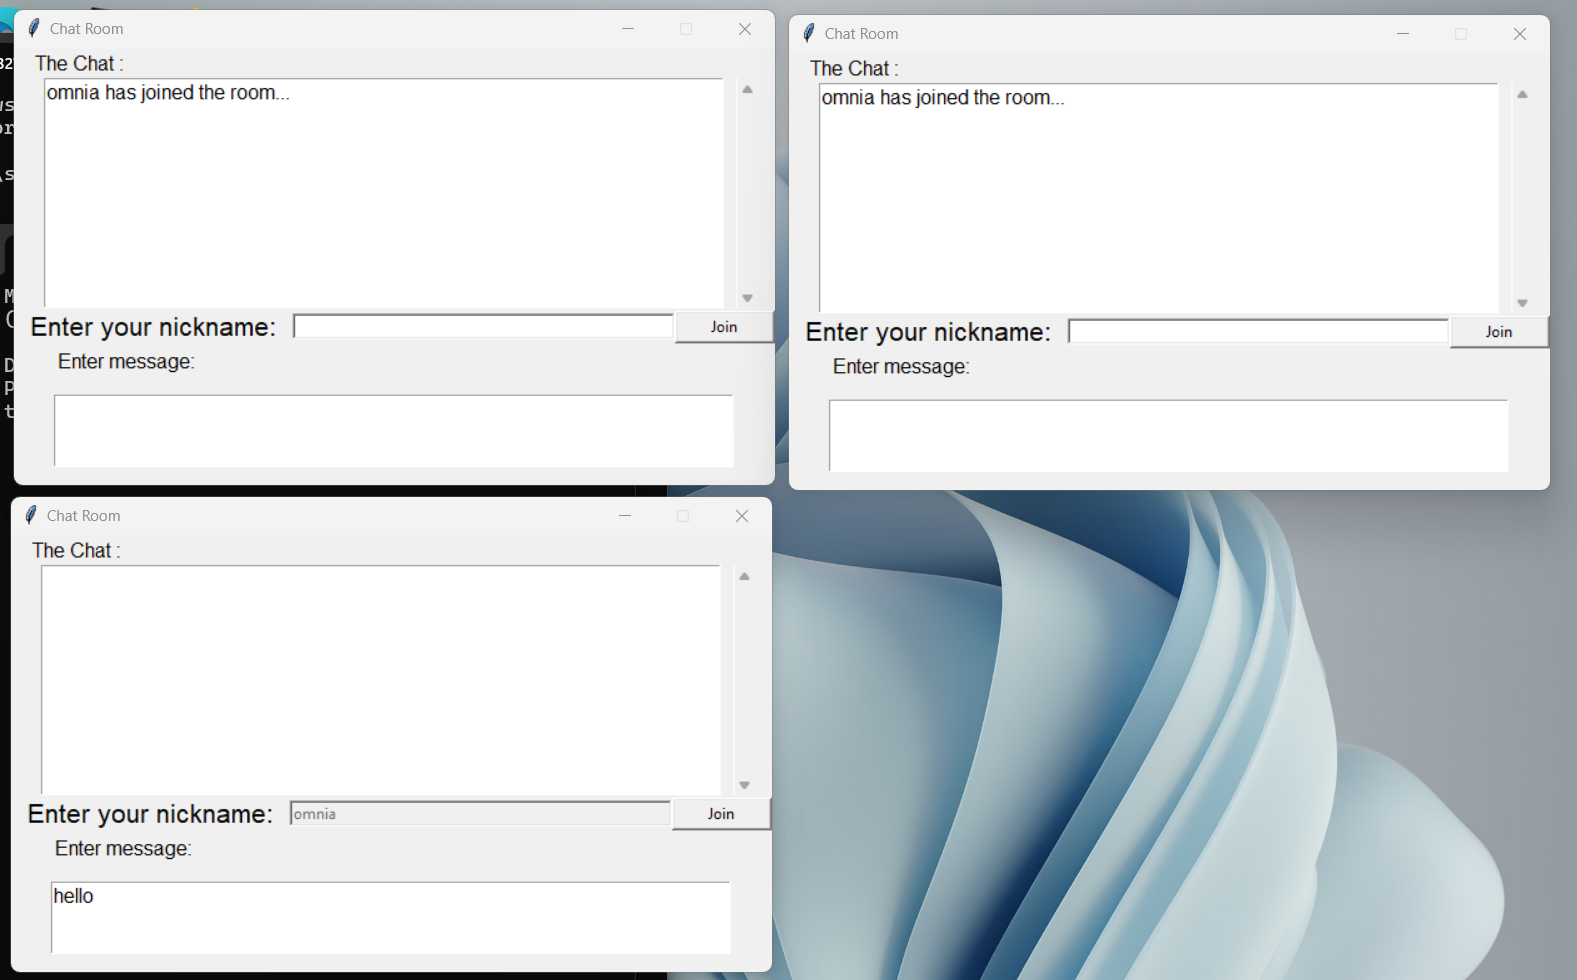 Chat Room
The Chat :
omnia has joined the room...
Enter your nickname:
Join
Enter message:
Chat Room
The Chat :
omnia has joined the room...
Enter your nickname:
Join
Enter message:
Chat Room
The Chat :
Enter your nickname:
omnia
Join
Enter message:
hello